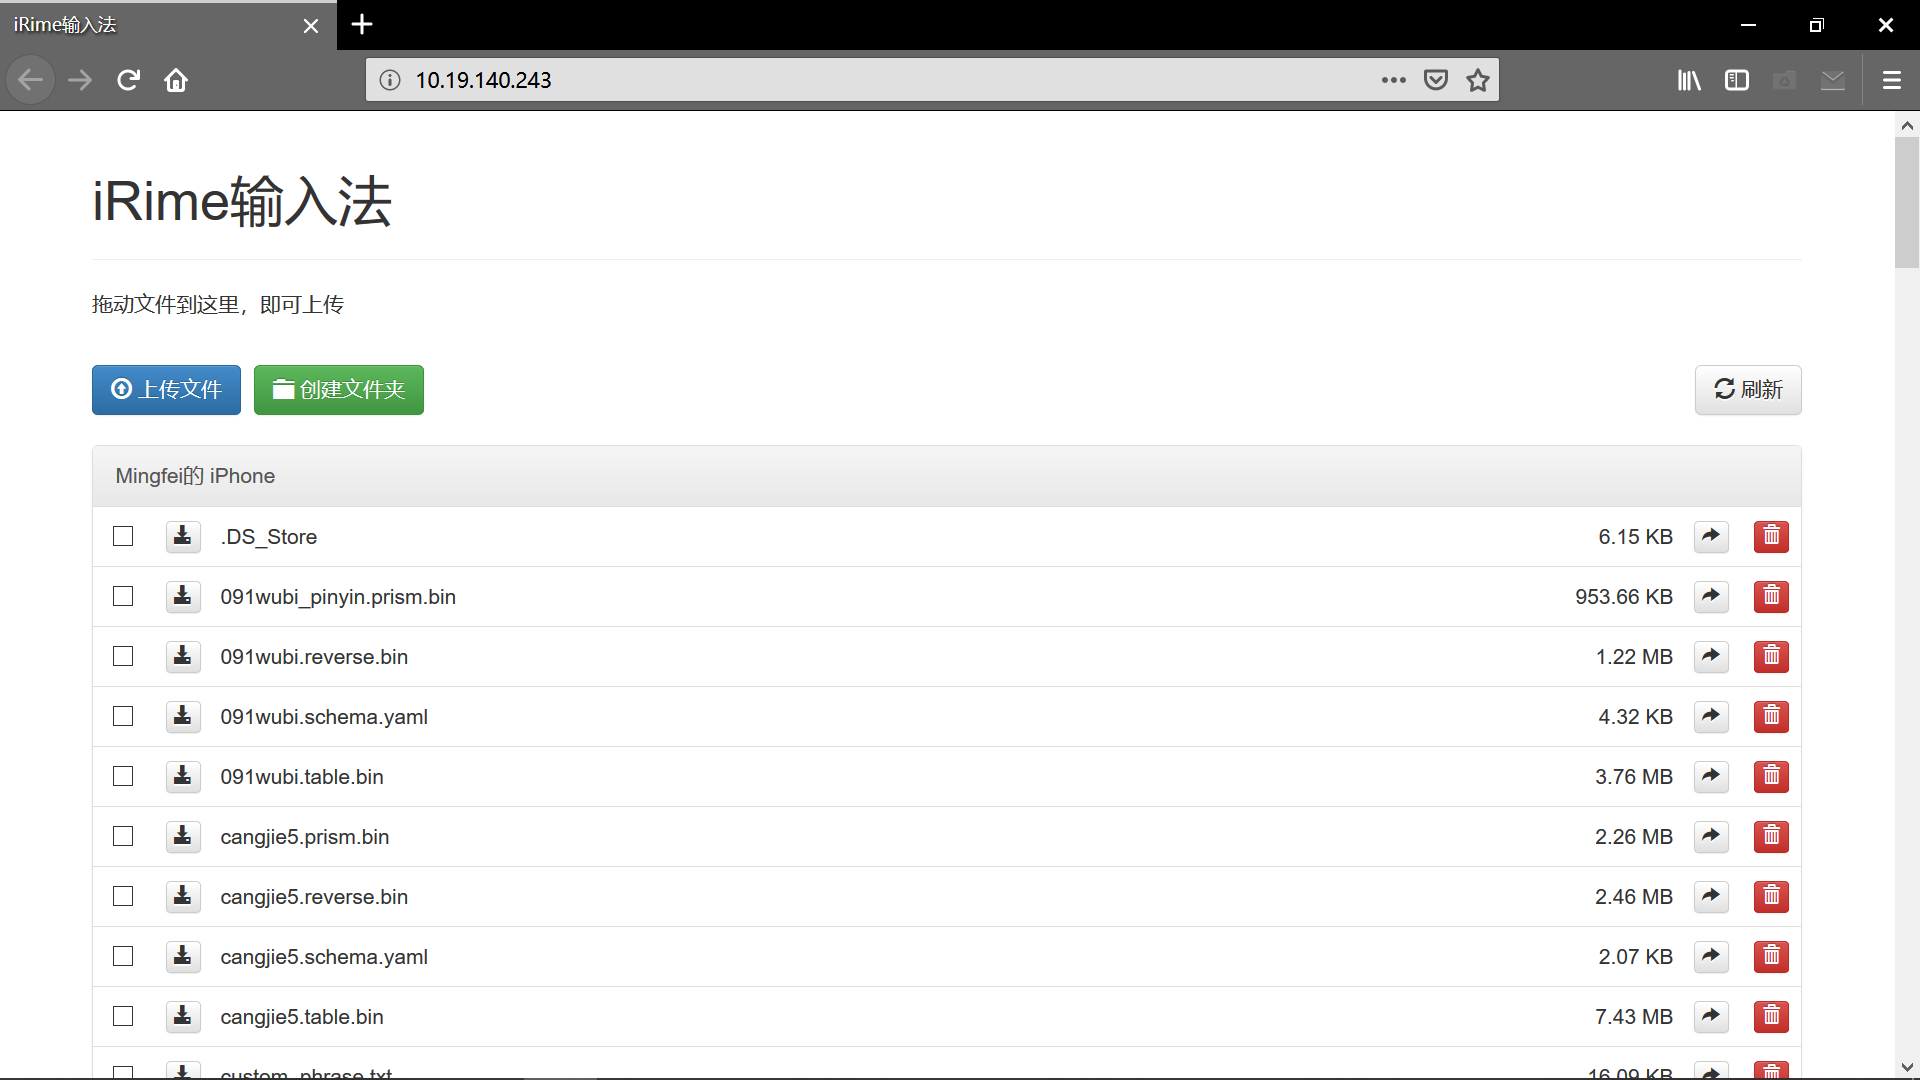 iRime输入法
10.19.140.243
iRime输入法
拖动文件到这里，即可上传
上传文件 创建文件夹 刷新
Mingfei的 iPhone
.DS_Store 6.15 KB
091wubi_pinyin.prism.bin 953.66 KB
091wubi.reverse.bin 1.22 MB
091wubi.schema.yaml 4.32 KB
091wubi.table.bin 3.76 MB
cangjie5.prism.bin 2.26 MB
cangjie5.reverse.bin 2.46 MB
cangjie5.schema.yaml 2.07 KB
cangjie5.table.bin 7.43 MB
custom_phrase.txt 16.09 KB